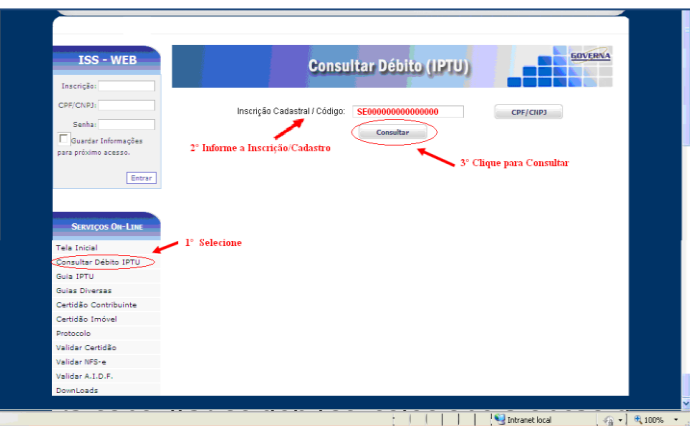 ISS - WEB
Inscrição:
CPF/CNPJ:
Senha:
Guardar Informações
para próximo acesso.
Entrar
Consultar Débito (IPTU)
GOVERNA
Inscrição Cadastral / Código:
SE000000000000000
CPF/CNPJ
Consultar
2° Informe a Inscrição/Cadastro
3° Clique para Consultar
SERVIÇOS ON-LINE
1° Selecione
Tela Inicial
Consultar Débito IPTU
Guia IPTU
Guias Diversas
Certidão Contribuinte
Certidão Imóvel
Protocolo
Validar Certidão
Validar NFS-e
Validar A.I.D.F.
DownLoads
Intranet local
100%